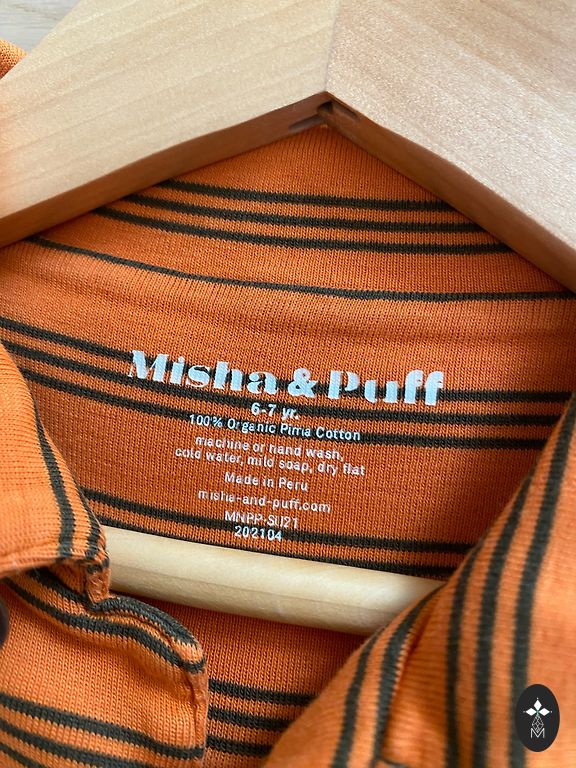 Misha & Puff
6-7 yr.
100% Organic Pima Cotton
machine or hand wash,
cold water, mild soap, dry flat
Made in Peru
misha-and-puff.com
MNPP-SU21
202104
M